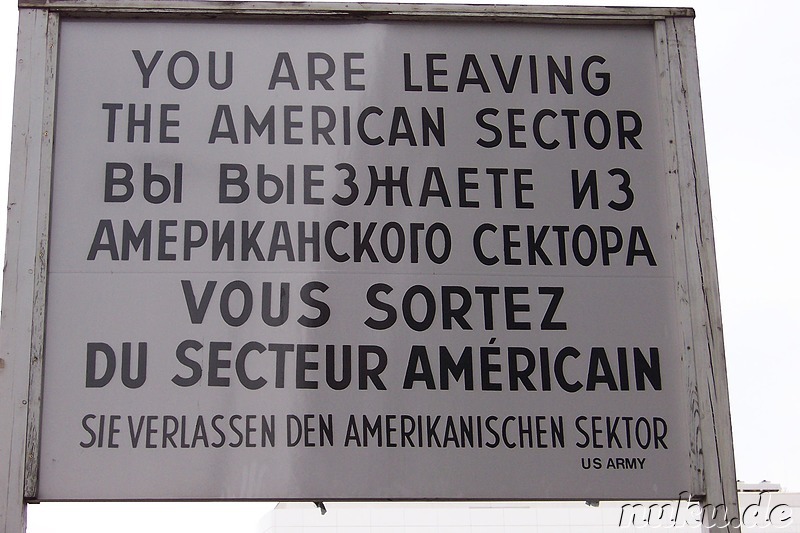 YOU ARE LEAVING
THE AMERICAN SECTOR
ВЫ ВЫЕЗЖАЕТЕ ИЗ
АМЕРИКАНСКОГО СЕКТОРА
VOUS SORTEZ
DU SECTEUR AMÉRICAIN
SIE VERLASSEN DEN AMERIKANISCHEN SEKTOR
US ARMY
nuku.de